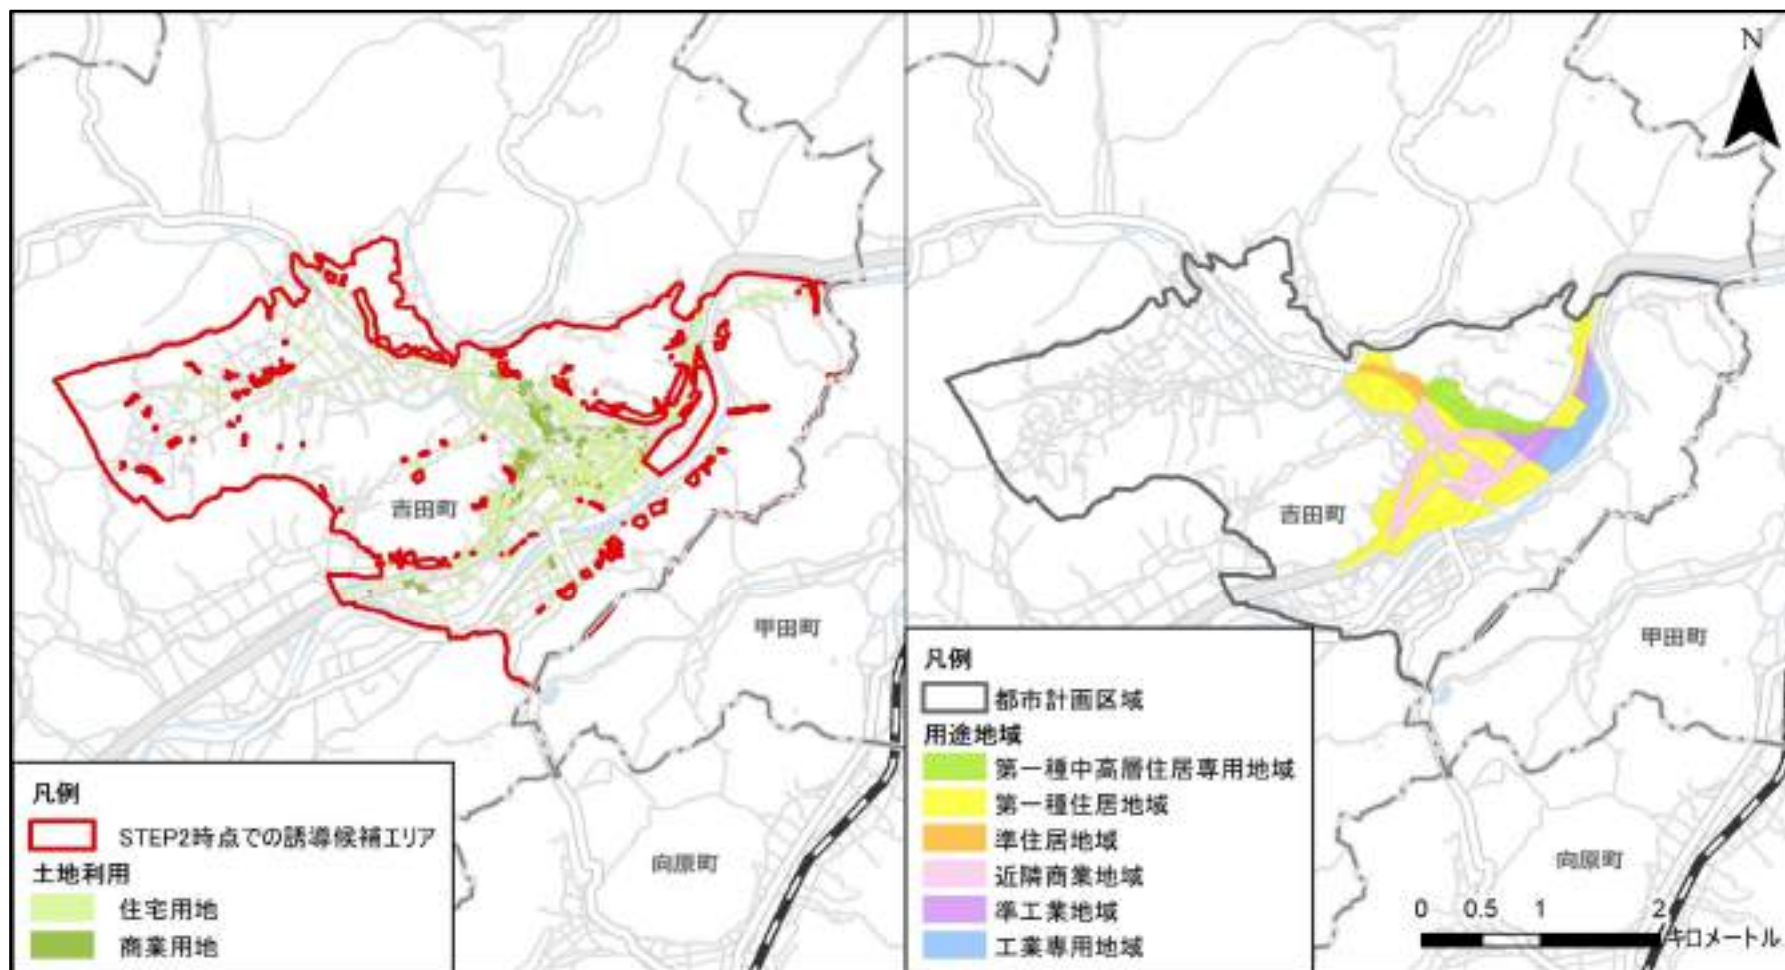 吉田町
甲田町
向原町
凡例
STEP2時点での誘導候補エリア
土地利用
住宅用地
商業用地
N
吉田町
甲田町
向原町
凡例
都市計画区域
用途地域
第一種中高層住居専用地域
第一種住居地域
準住居地域
近隣商業地域
準工業地域
工業専用地域
0 0.5 1 2
キロメートル